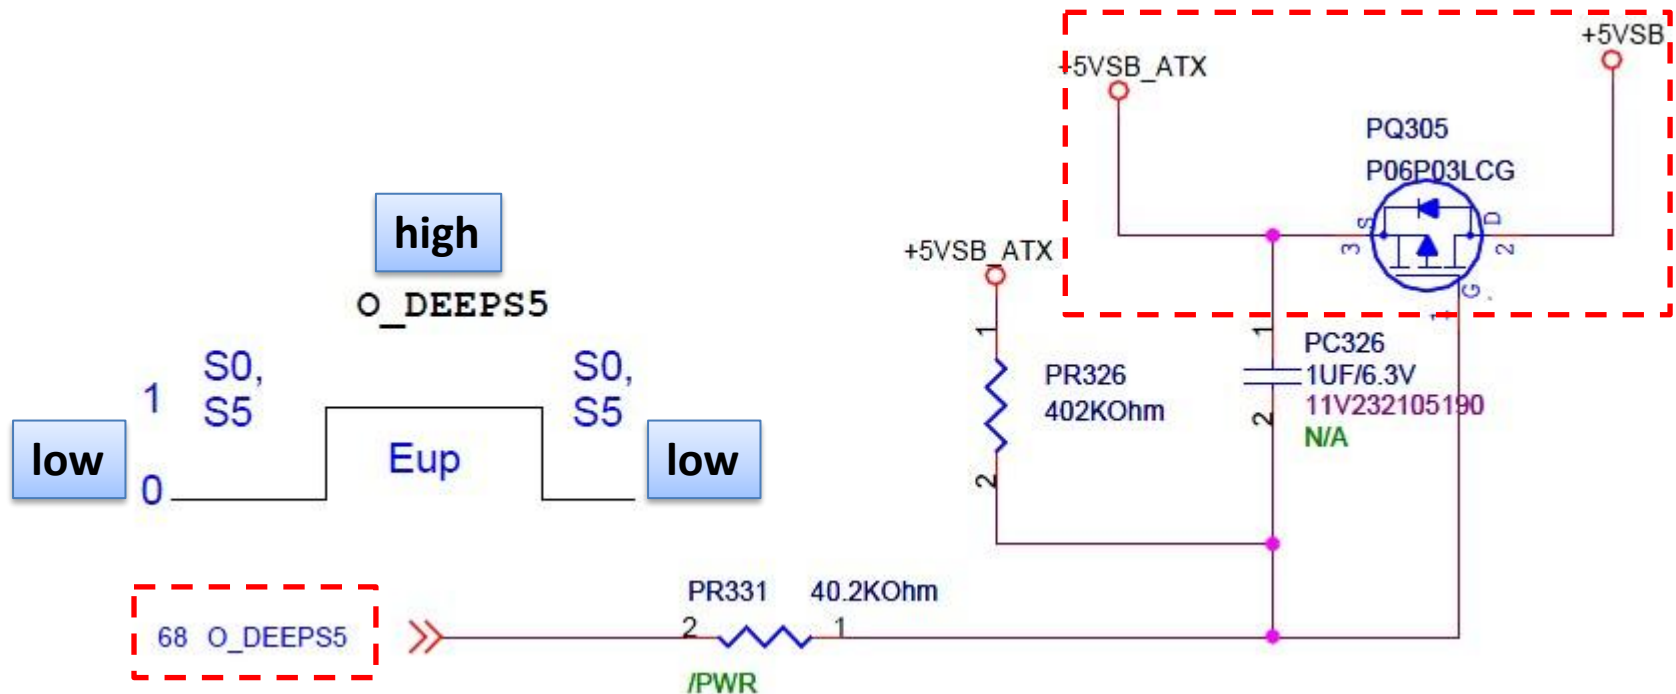 +5VSB
+5VSB_ATX
PQ305
P06P03LCG
S
D
3
2
G
1
high
O_DEEPS5
+5VSB_ATX
S0,
S5
S0,
S5
1
0
low
Eup
low
1
PR326
402KOhm
2
1
PC326
1UF/6.3V
11V232105190
2
N/A
PR331 40.2KOhm
68 O_DEEPS5
2
1
/PWR